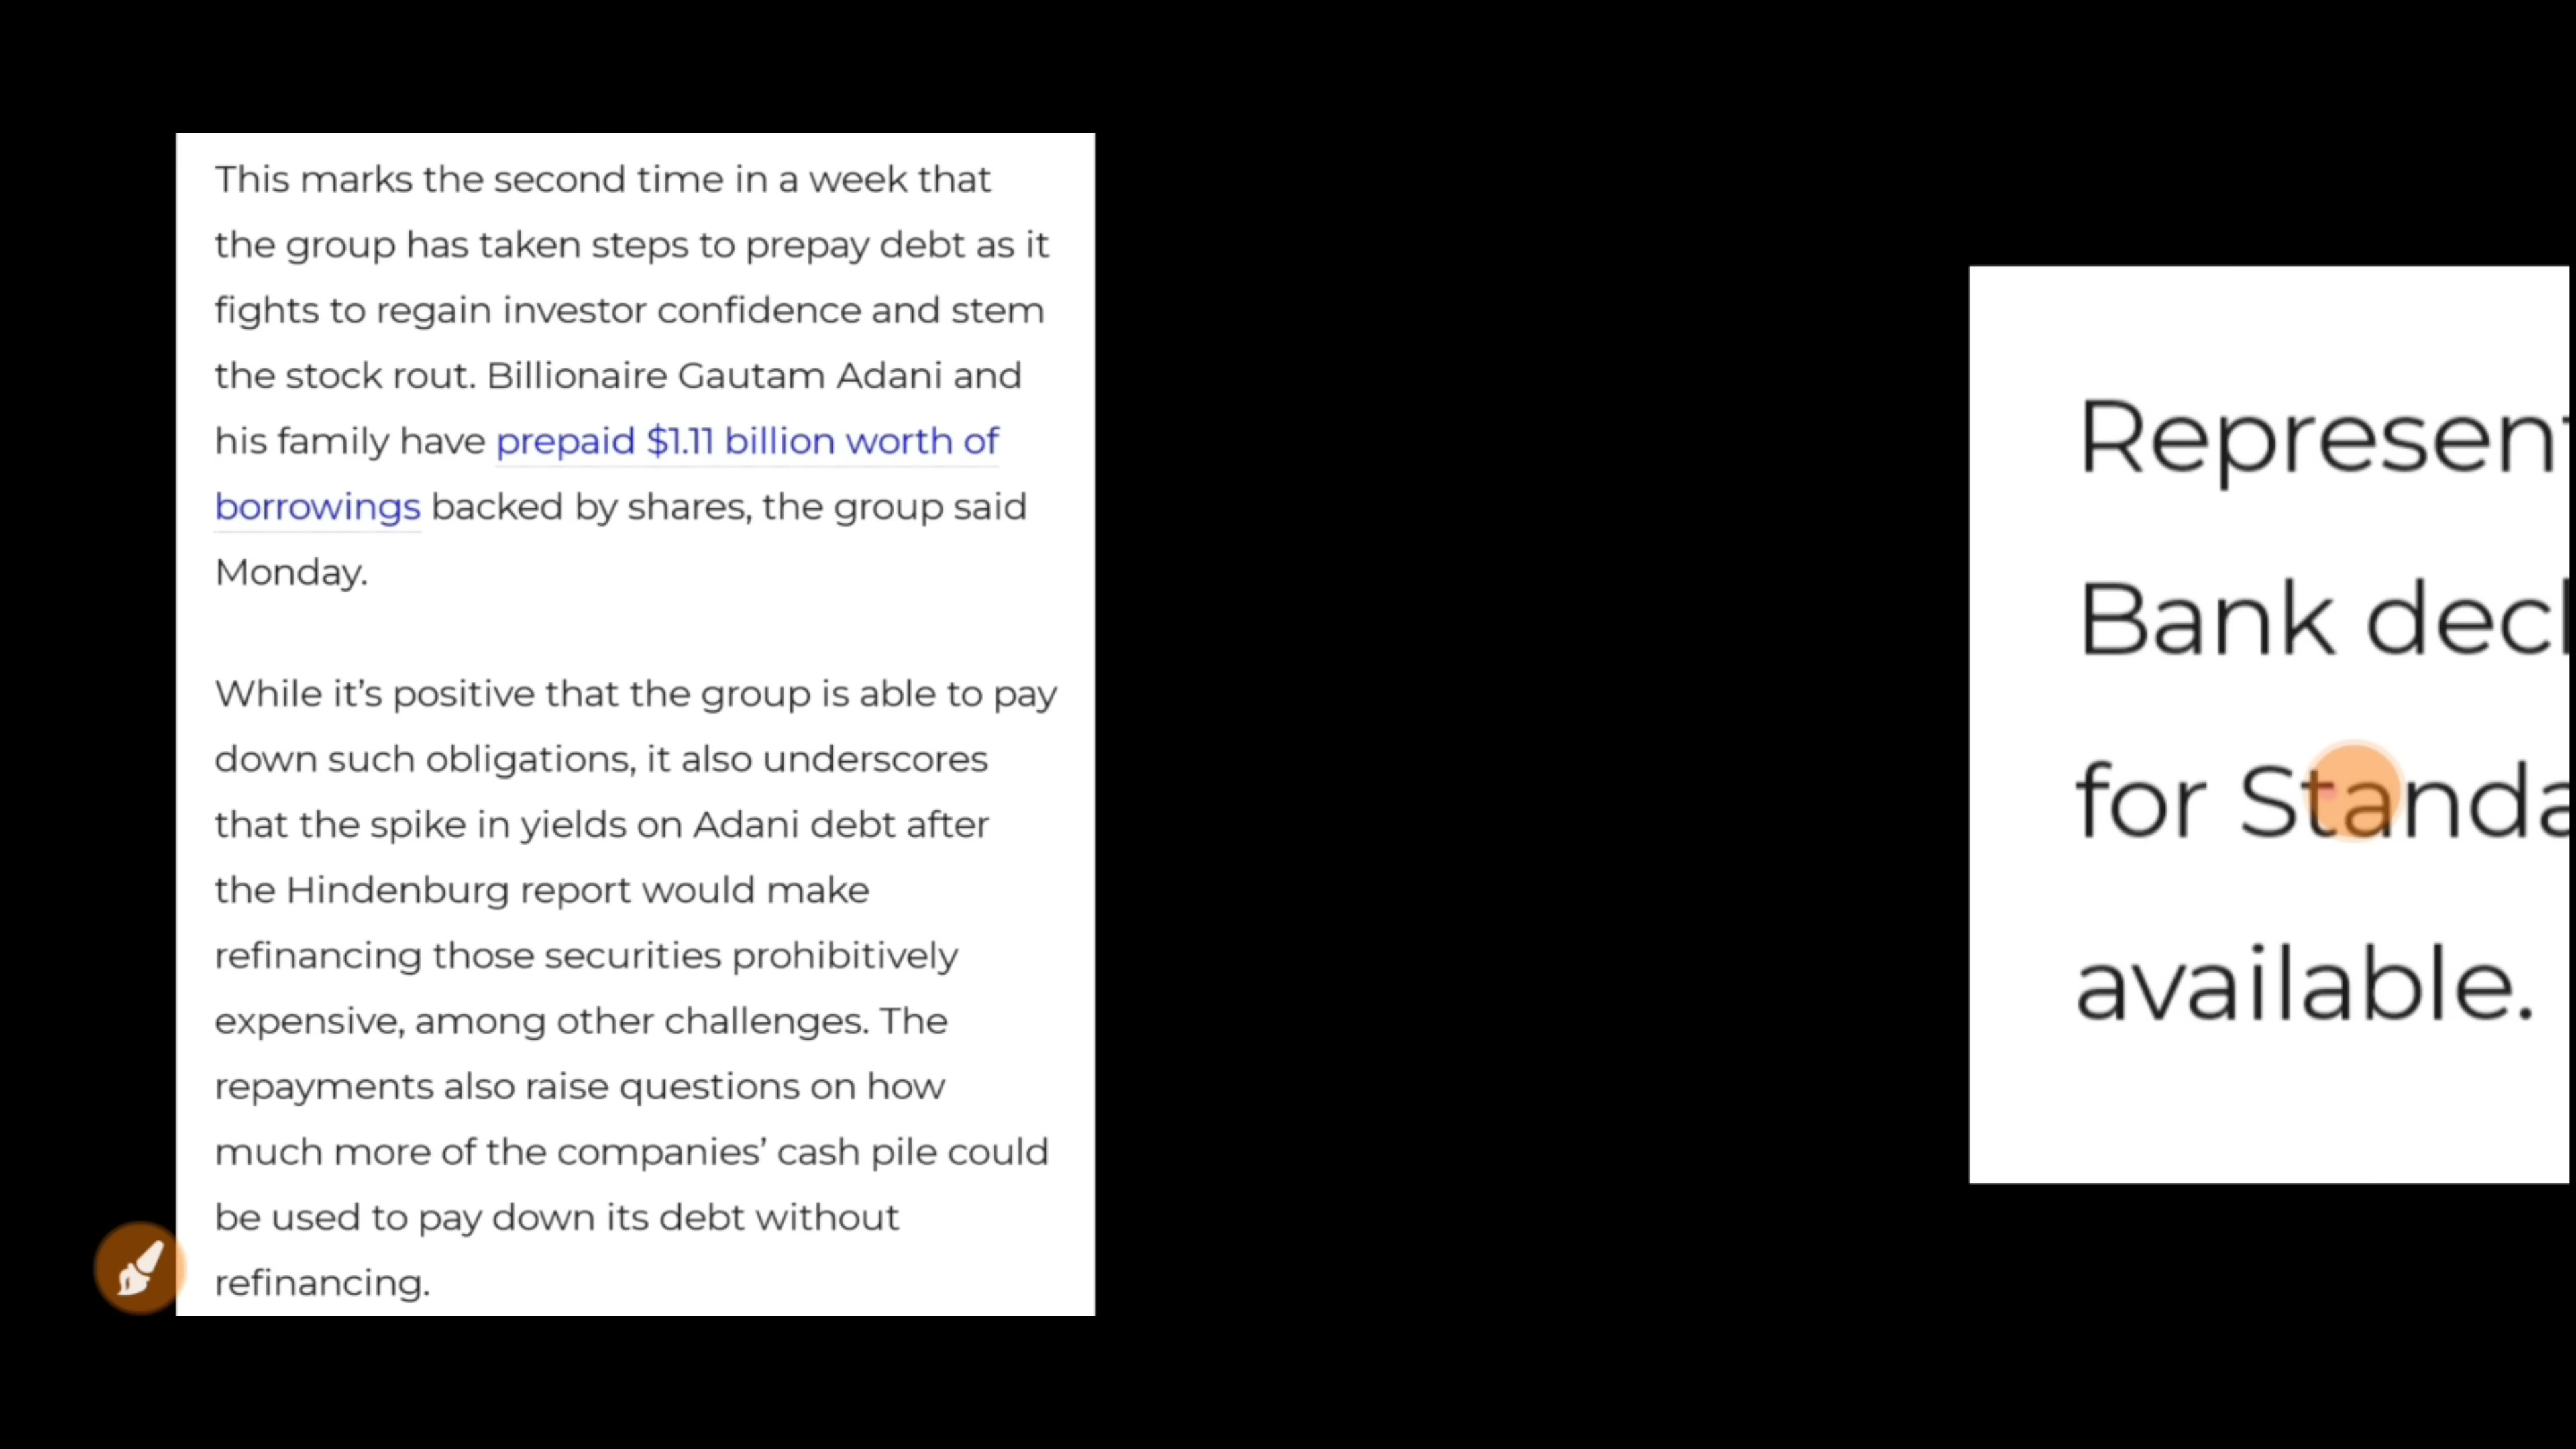 This marks the second time in a week that
the group has taken steps to prepay debt as it
fights to regain investor confidence and stem
the stock rout. Billionaire Gautam Adani and
his family have prepaid $1.11 billion worth of
borrowings backed by shares, the group said
Monday.
While it’s positive that the group is able to pay
down such obligations, it also underscores
that the spike in yields on Adani debt after
the Hindenburg report would make
refinancing those securities prohibitively
expensive, among other challenges. The
repayments also raise questions on how
much more of the companies’ cash pile could
be used to pay down its debt without
refinancing.
Bank
for
available.